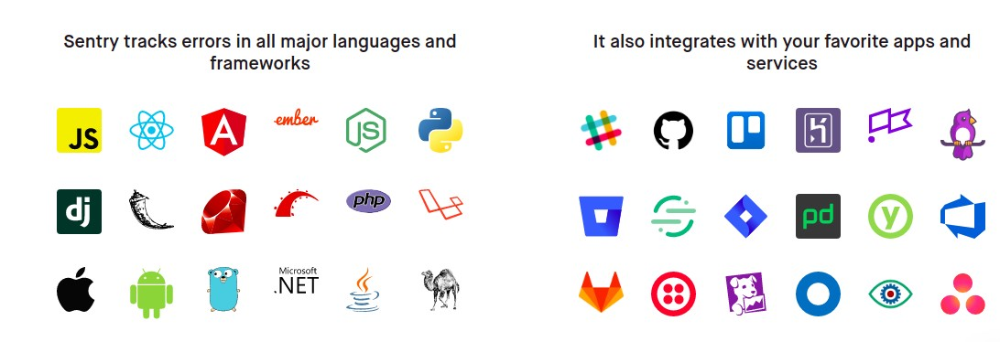 Sentry tracks errors in all major languages and
frameworks
It also integrates with your favorite apps and
services
JS
ember
JS
dj
php
pd
y
Microsoft
.NET